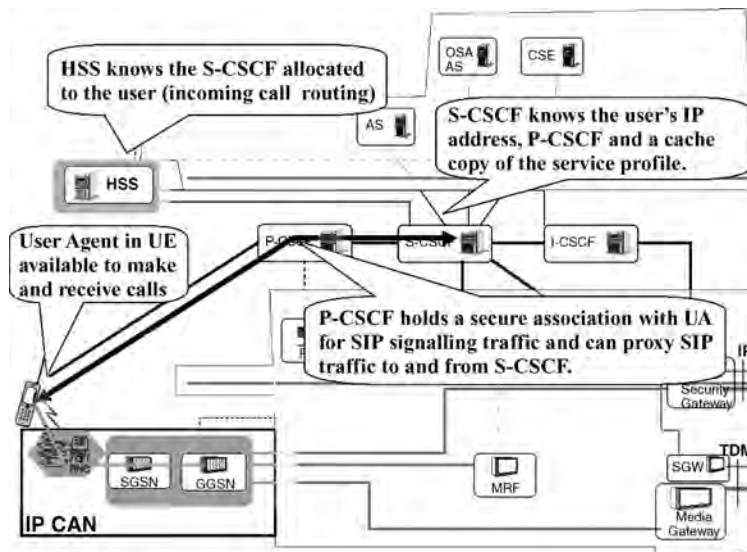 HSS knows the S-CSCF allocated
to the user (incoming call routing)
OSA
AS
CSE
S-CSCF knows the user's IP
address, P-CSCF and a cache
copy of the service profile.
AS
HSS
User Agent in UE
available to make
and receive calls
P-CSCF
S-CSCF
I-CSCF
P-CSCF holds a secure association with UA
for SIP signalling traffic and can proxy SIP
traffic to and from S-CSCF.
Security
Gateway
SGSN
GGSN
MRF
SGW
TDM
Media
Gateway
IP CAN